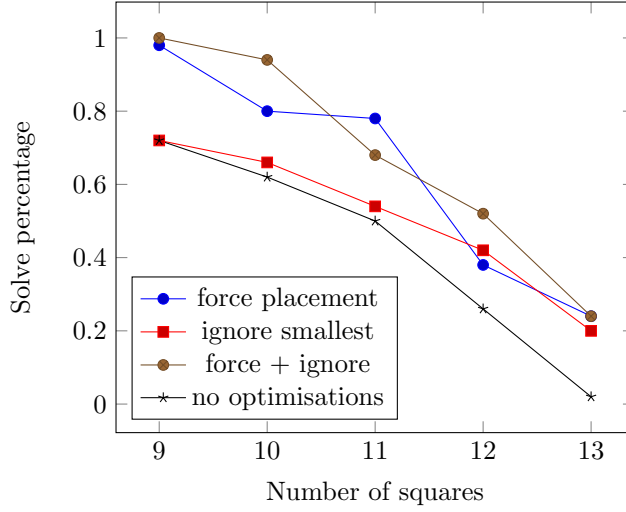 1
0.8
0.6
0.4
0.2
0
Solve percentage
force placement
ignore smallest
force + ignore
no optimisations
9 10 11 12 13
Number of squares